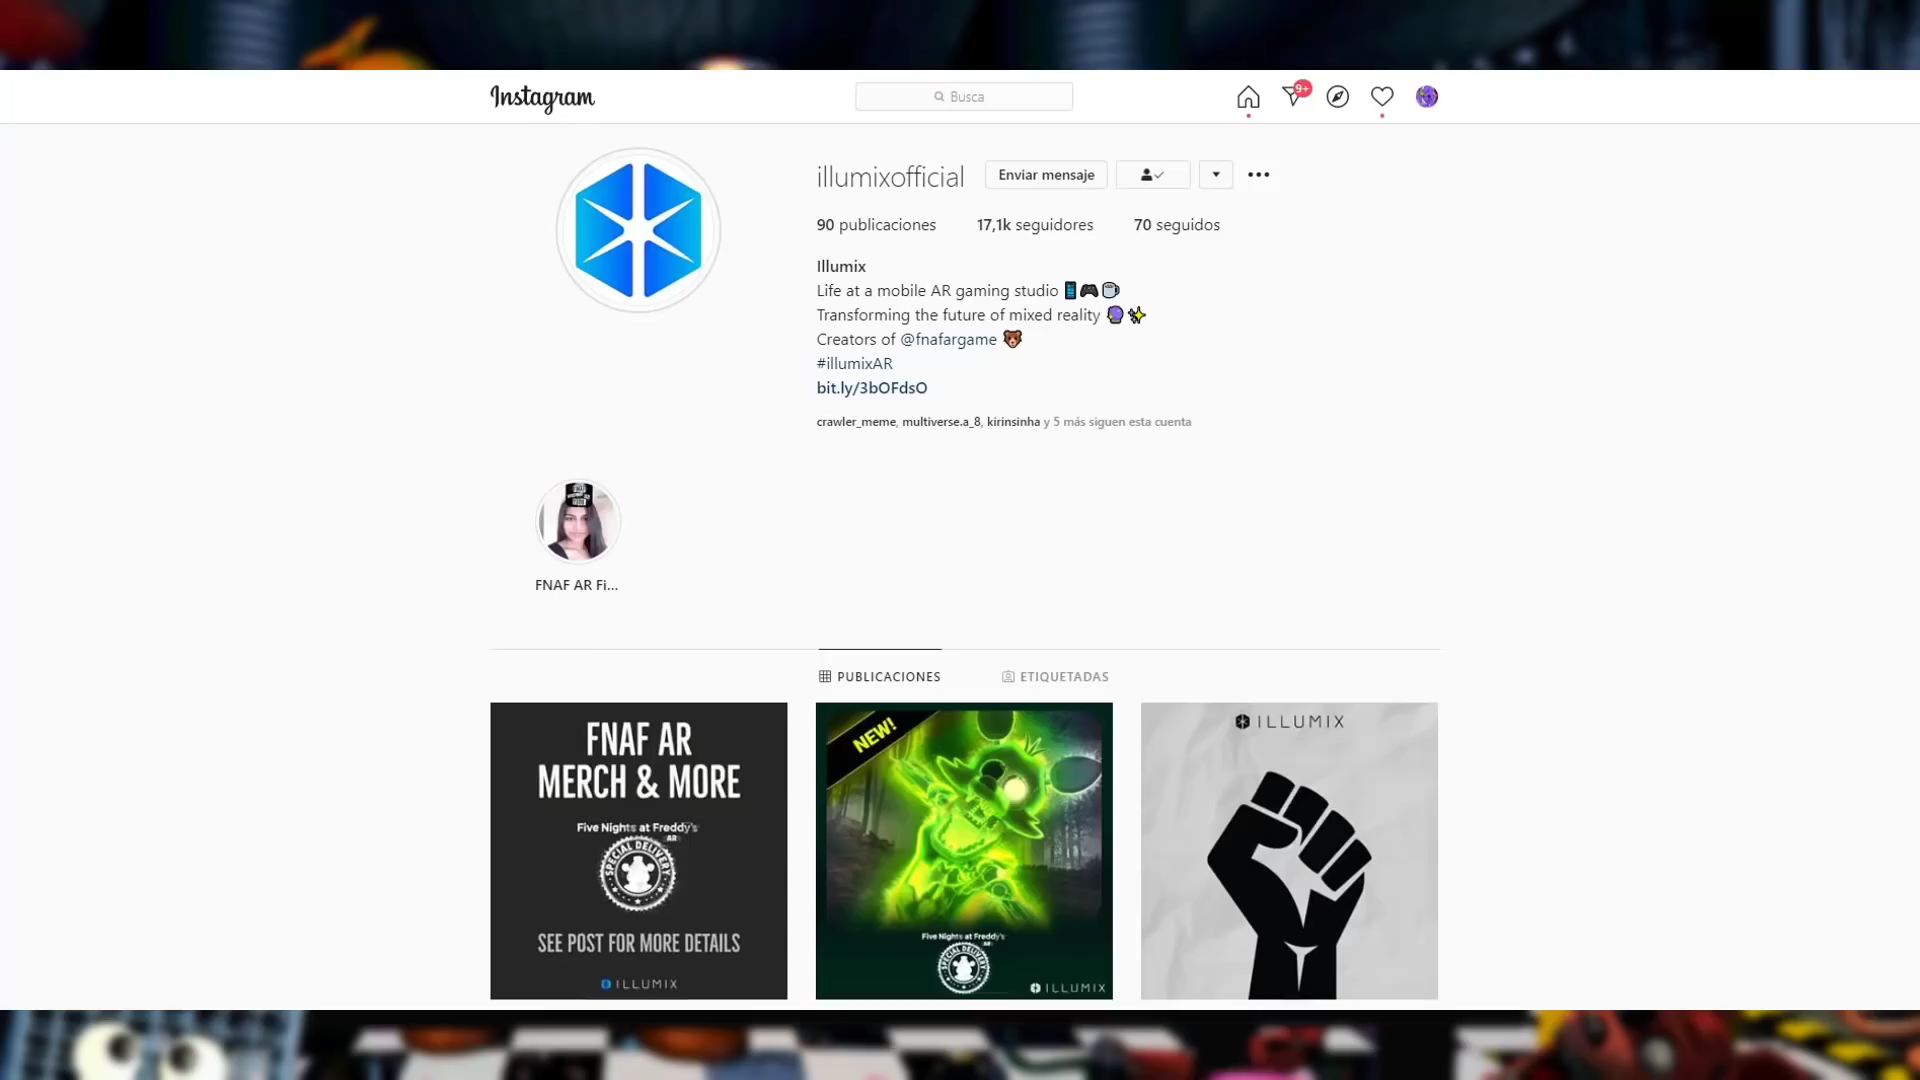 Instagram
Busca
9+
illumixofficial
Enviar mensaje
90 publicaciones
17,1k seguidores
70 seguidos
Illumix
Life at a mobile AR gaming studio
Transforming the future of mixed reality
Creators of @fnafargame
#illumixAR
bit.ly/3bOFdsO
crawler_meme, multiverse.a_8, kirinsinha y 5 más siguen esta cuenta
FNAF AR Fi...
PUBLICACIONES
ETIQUETADAS
FNAF AR
MERCH & MORE
Five Nights at Freddy's
AR
SPECIAL DELIVERY
SEE POST FOR MORE DETAILS
ILLUMIX
NEW!
Five Nights at Freddy's
AR
SPECIAL DELIVERY
ILLUMIX
ILLUMIX